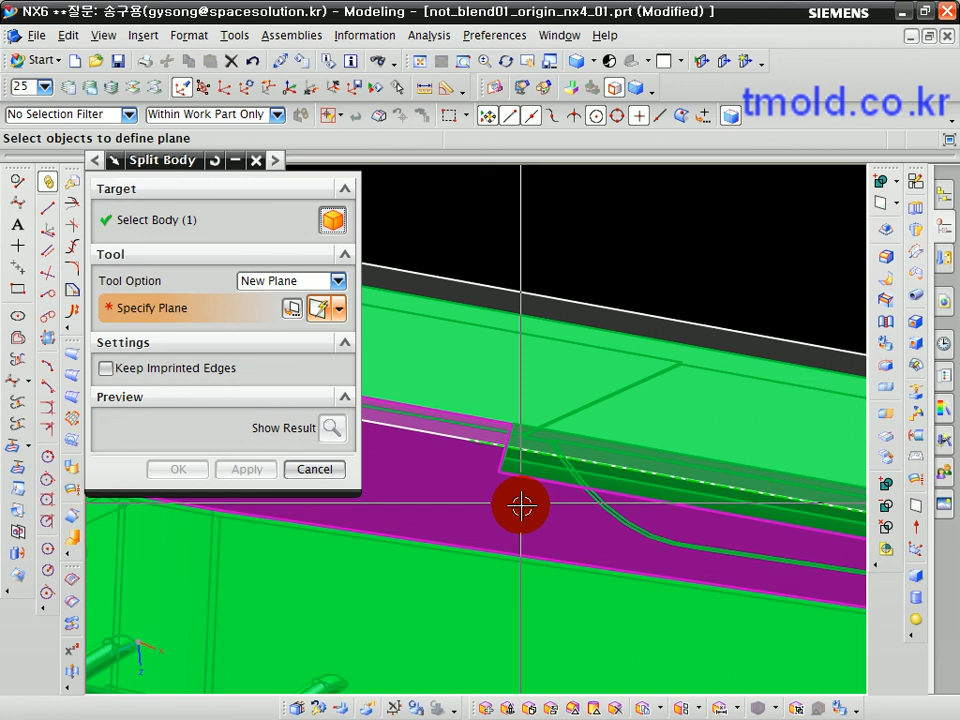 NX6 **질문: 송구용(gysong@spacesolution.kr) - Modeling - [not_blend01_origin_nx4_01.prt (Modified) ]
SIEMENS
File Edit View Insert Format Tools Assemblies Information Analysis Preferences Window Help
Start
25
No Selection Filter
Within Work Part Only
tmold.co.kr
Select objects to define plane
Split Body
Target
Select Body (1)
Tool
Tool Option
New Plane
* Specify Plane
Settings
Keep Imprinted Edges
Preview
Show Result
OK
Apply
Cancel